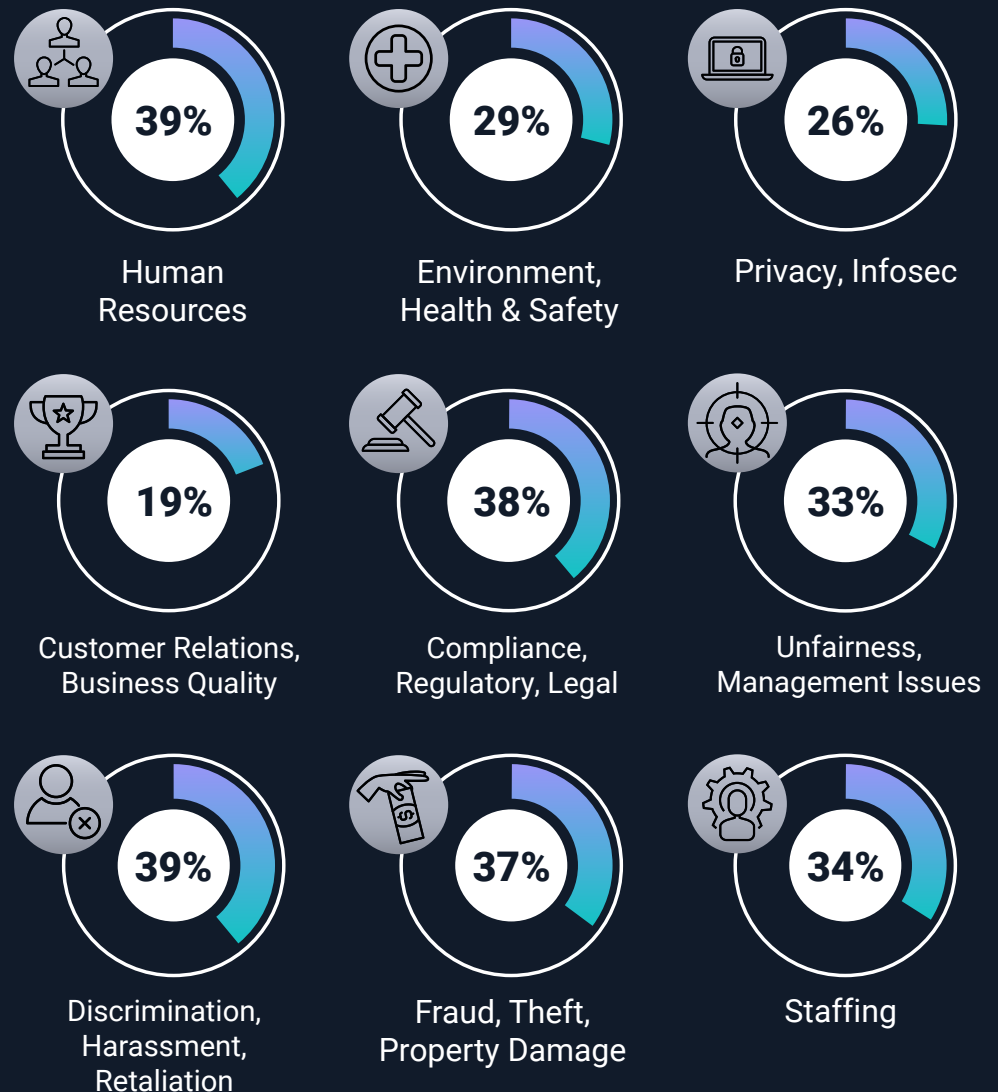 39%
Human
Resources
29%
Environment,
Health & Safety
26%
Privacy, Infosec
19%
Customer Relations,
Business Quality
38%
Compliance,
Regulatory, Legal
33%
Unfairness,
Management Issues
39%
Discrimination,
Harassment,
Retaliation
37%
$
Fraud, Theft,
Property Damage
34%
Staffing